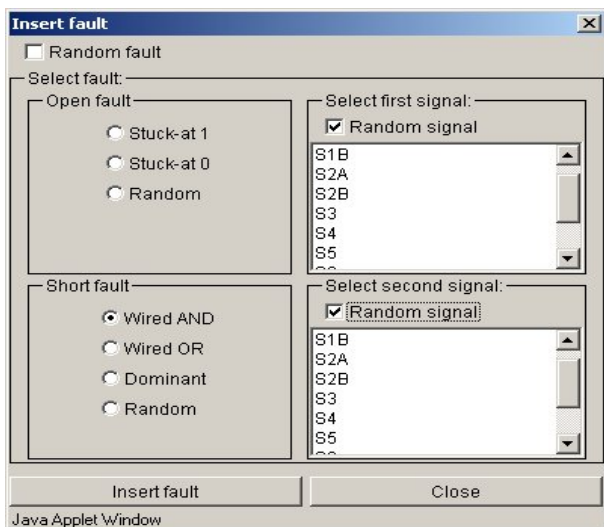 Insert fault
Random fault
Select fault:
Open fault
Stuck-at 1
Stuck-at 0
Random
Select first signal:
Random signal
S1B
S2A
S2B
S3
S4
S5
Short fault
Wired AND
Wired OR
Dominant
Random
Select second signal:
Random signal
S1B
S2A
S2B
S3
S4
S5
Insert fault
Close
Java Applet Window